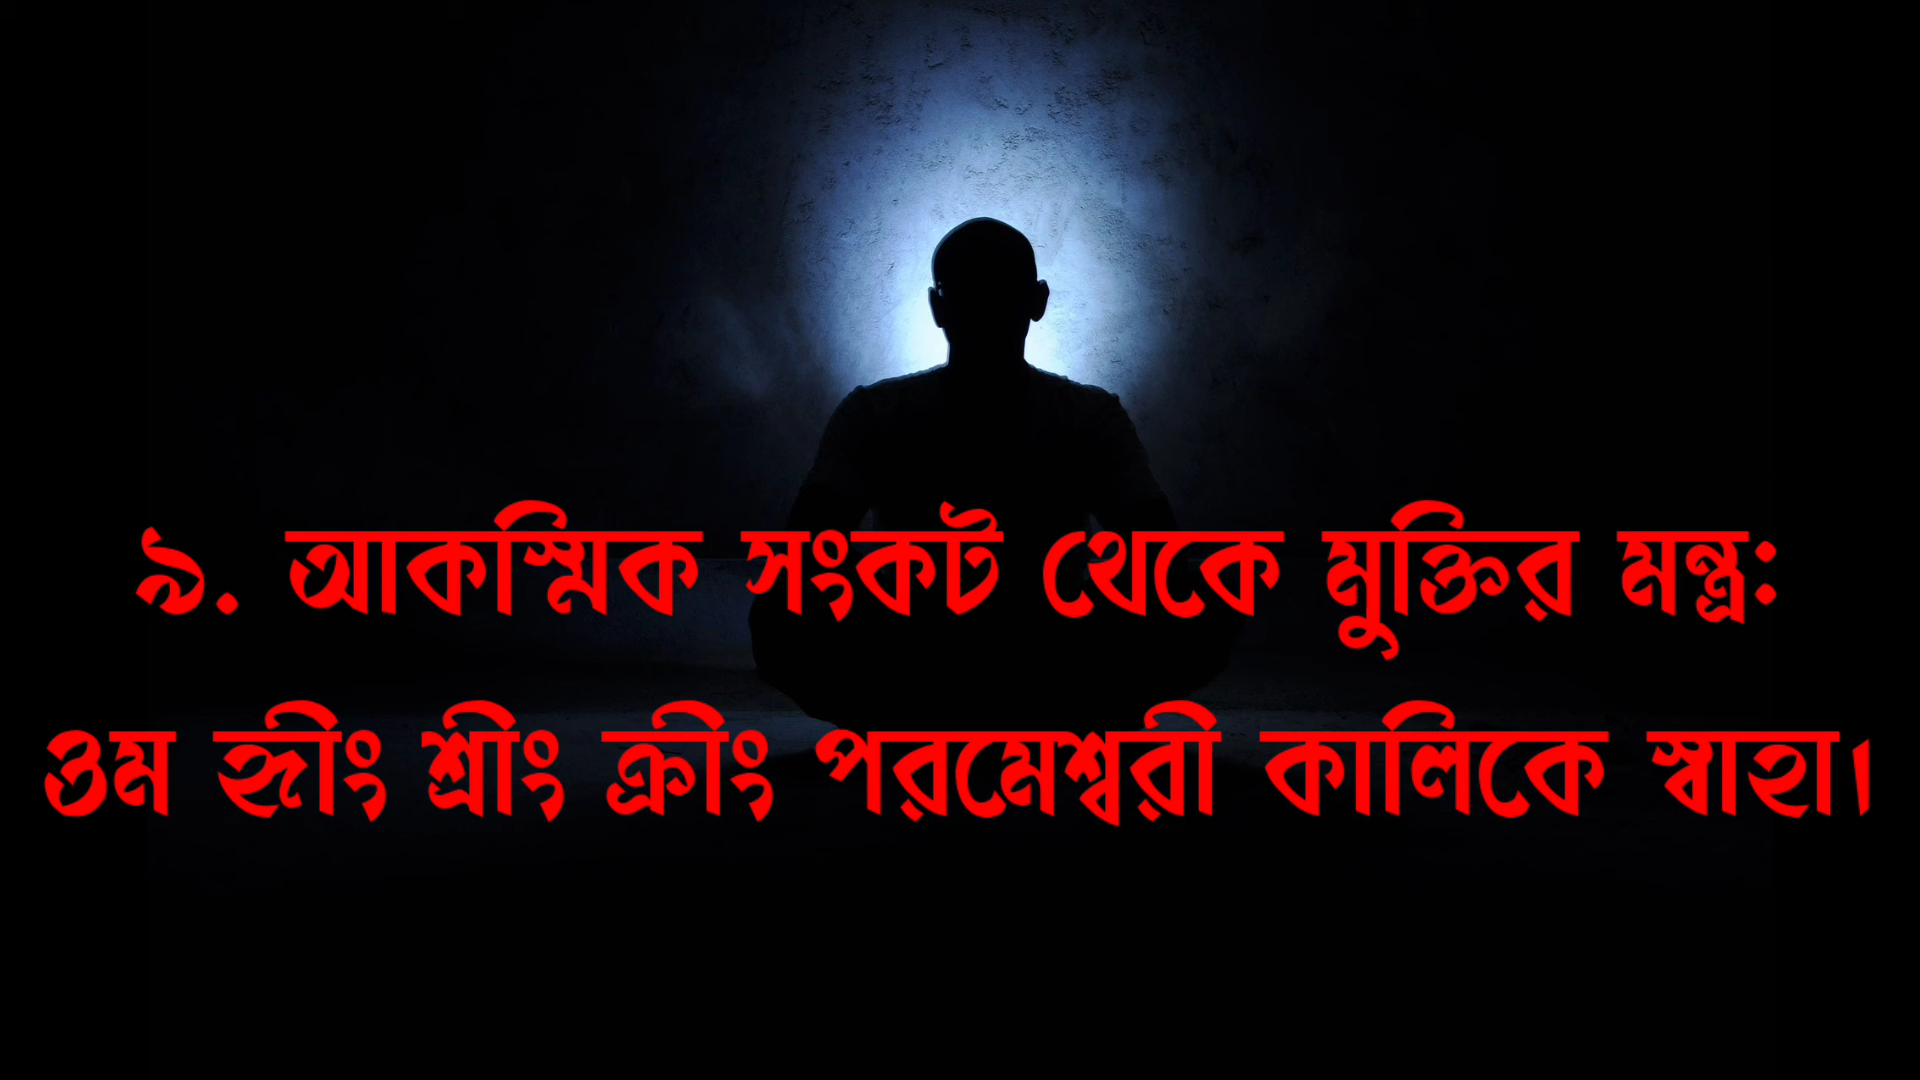 ৯. আকস্মিক সংকট থেকে মুক্তির মন্ত্র:
ওম হৃীং শ্রীং ক্রীং পরমেশ্বরী কালিকে স্বাহা।